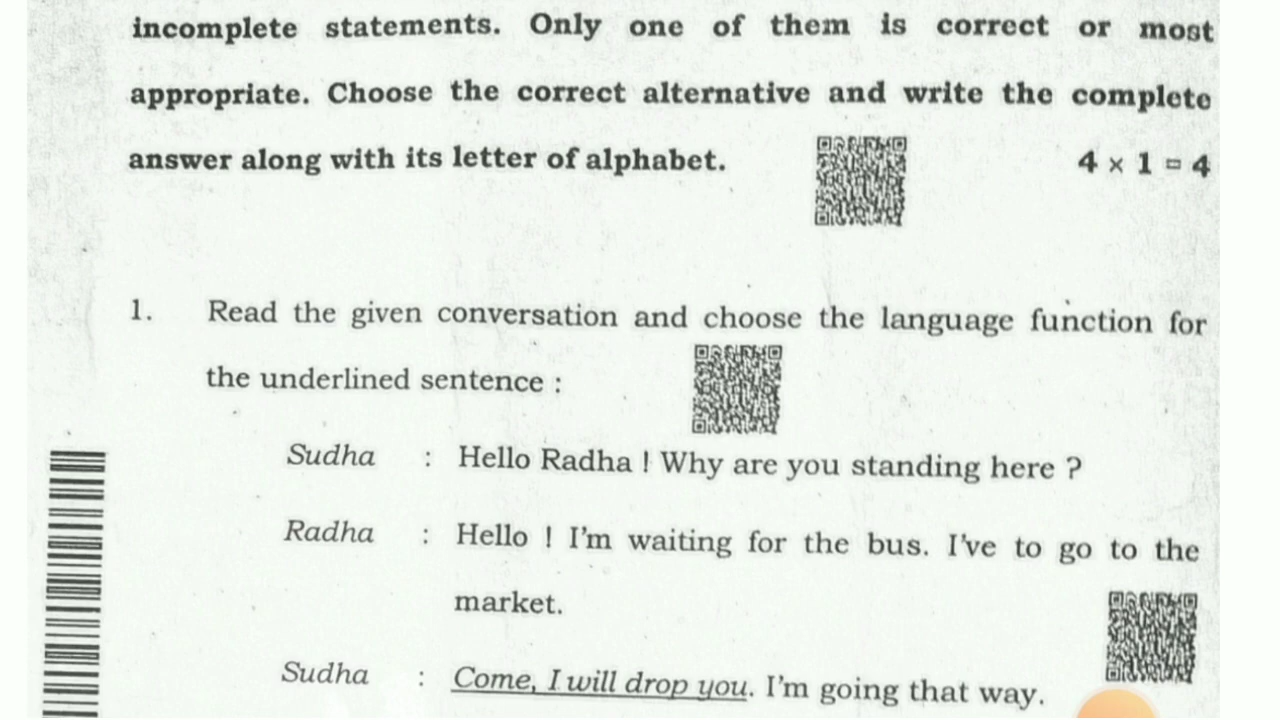 incomplete statements. Only one of them is correct or most
appropriate. Choose the correct alternative and write the complete
answer along with its letter of alphabet. 4 × 1 = 4
1. Read the given conversation and choose the language function for
the underlined sentence :
Sudha : Hello Radha ! Why are you standing here ?
Radha : Hello ! I'm waiting for the bus. I've to go to the
market.
Sudha : Come, I will drop you. I'm going that way.